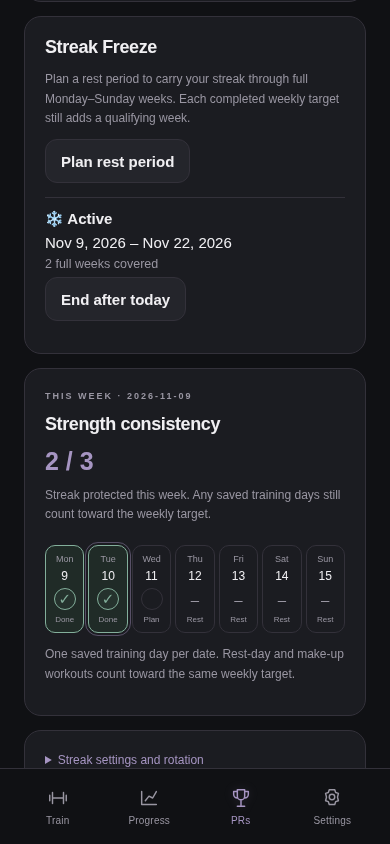 Streak Freeze
Plan a rest period to carry your streak through full
Monday–Sunday weeks. Each completed weekly target
still adds a qualifying week.
Plan rest period
❄️ Active
Nov 9, 2026 – Nov 22, 2026
2 full weeks covered
End after today
THIS WEEK · 2026-11-09
Strength consistency
2 / 3
Streak protected this week. Any saved training days still
count toward the weekly target.
Mon Tue Wed Thu Fri Sat Sun
9 10 11 12 13 14 15
✓ ✓ – – – –
Done Done Plan Rest Rest Rest Rest
One saved training day per date. Rest-day and make-up
workouts count toward the same weekly target.
▶ Streak settings and rotation
Train Progress PRs Settings